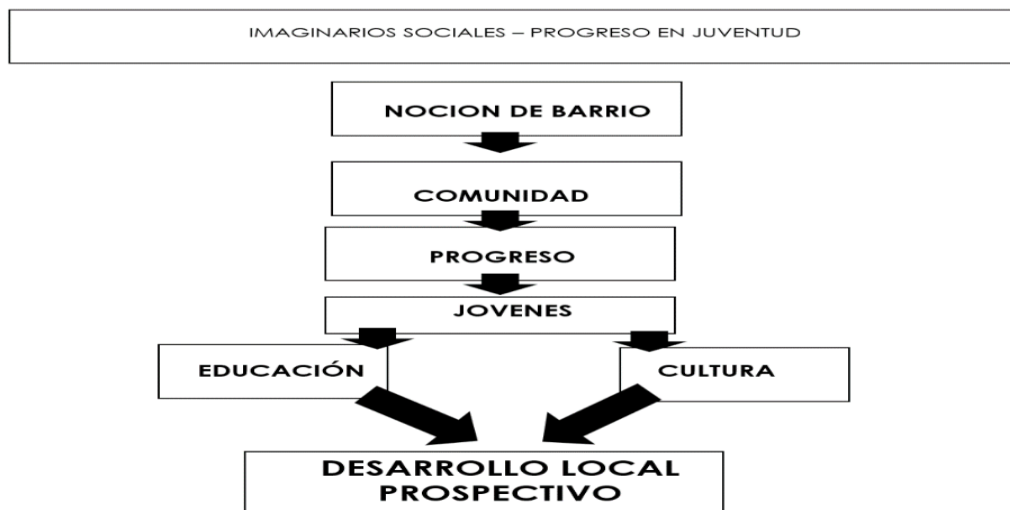 IMAGINARIOS SOCIALES – PROGRESO EN JUVENTUD
NOCION DE BARRIO
COMUNIDAD
PROGRESO
JOVENES
EDUCACIÓN
CULTURA
DESARROLLO LOCAL
PROSPECTIVO